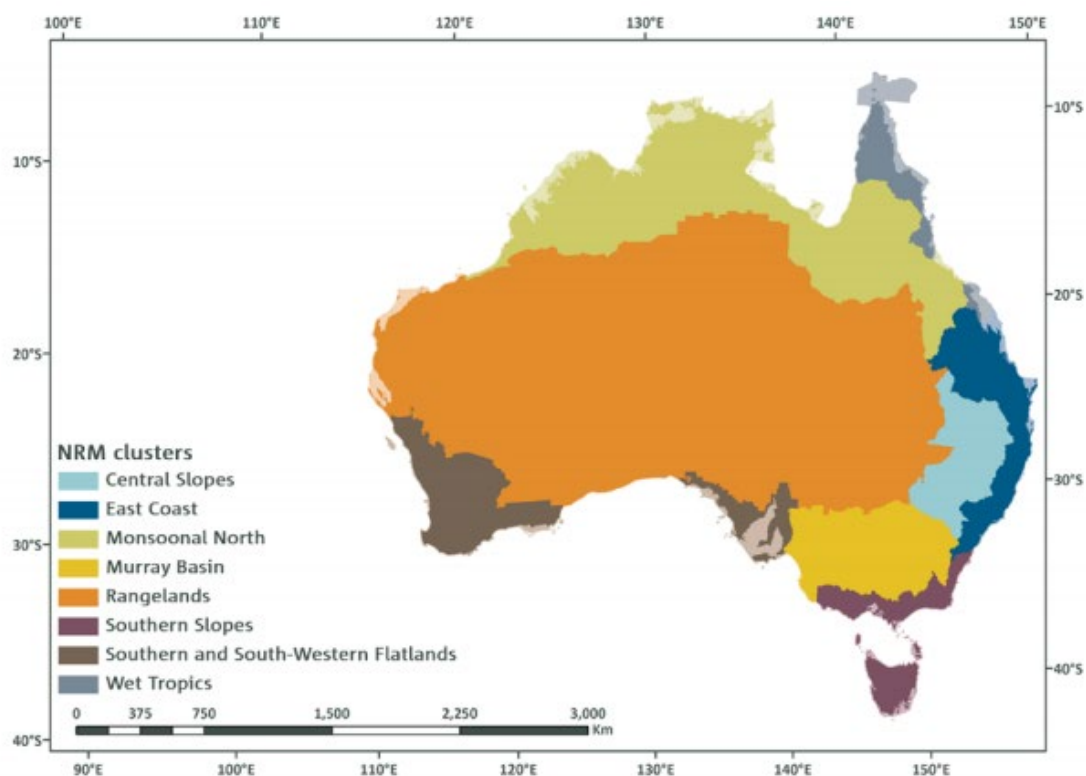 100°E 110°E 120°E 130°E 140°E 150°E
10°S
10°S
20°S
20°S
NRM clusters
Central Slopes
30°S
East Coast
Monsoonal North
30°S
Murray Basin
Rangelands
Southern Slopes
Southern and South-Western Flatlands
40°S
Wet Tropics
0 375 750 1,500 2,250 3,000
Km
40°S
90°E 100°E 110°E 120°E 130°E 140°E 150°E